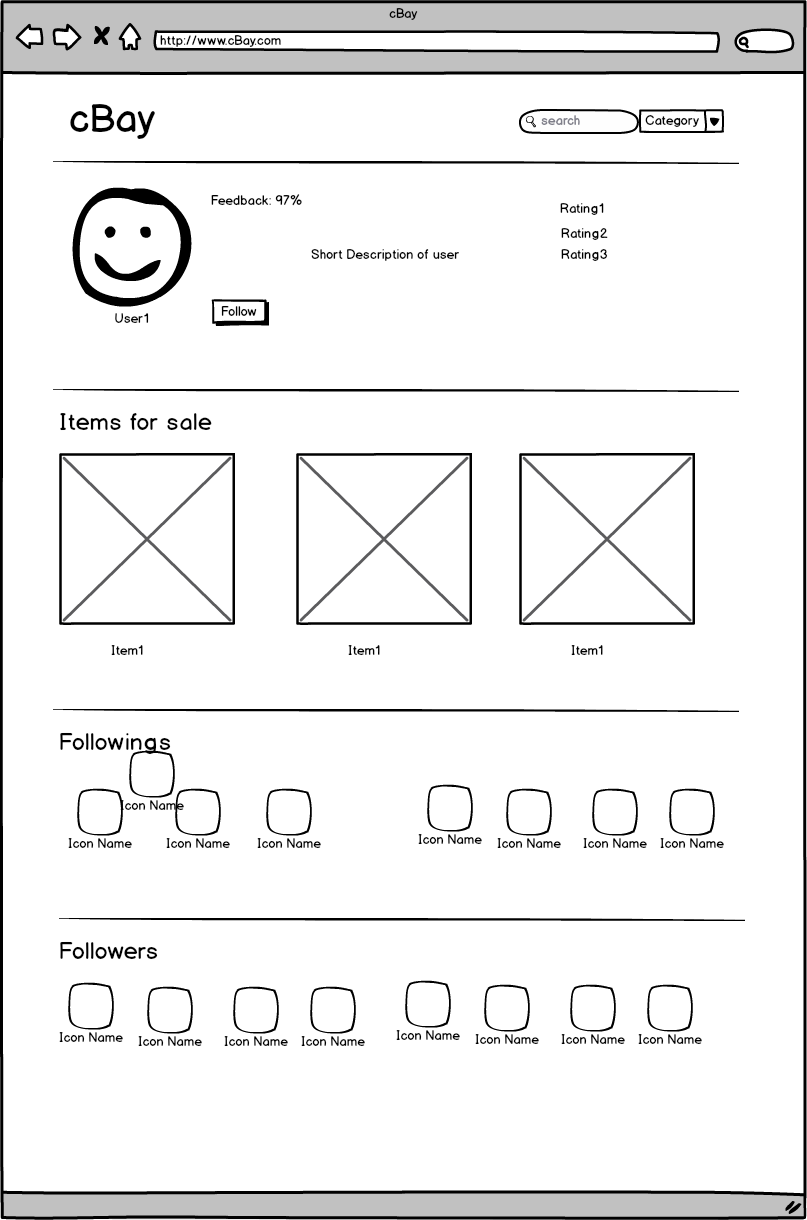 cBay
http://www.cBay.com
cBay
search
Category
Feedback: 97%
Rating1
Rating2
Short Description of user
Rating3
Follow
User1
Items for sale
Item1
Item1
Item1
Followings
Icon Name
Icon Name
Icon Name
Icon Name
Icon Name
Icon Name
Icon Name
Icon Name
Followers
Icon Name
Icon Name
Icon Name
Icon Name
Icon Name
Icon Name
Icon Name
Icon Name